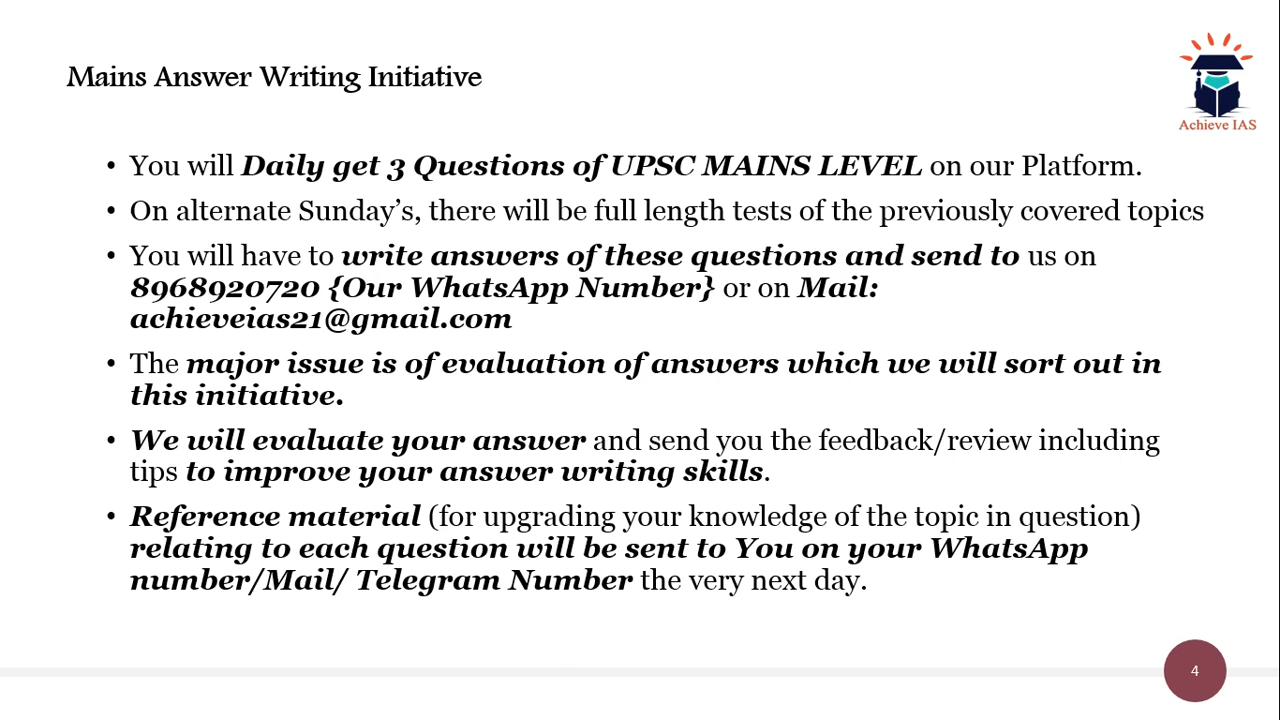 Mains Answer Writing Initiative
Achieve IAS
• You will Daily get 3 Questions of UPSC MAINS LEVEL on our Platform.
• On alternate Sunday's, there will be full length tests of the previously covered topics
• You will have to write answers of these questions and send to us on
8968920720 {Our WhatsApp Number} or on Mail:
achieveias21@gmail.com
• The major issue is of evaluation of answers which we will sort out in
this initiative.
• We will evaluate your answer and send you the feedback/review including
tips to improve your answer writing skills.
• Reference material (for upgrading your knowledge of the topic in question)
relating to each question will be sent to You on your WhatsApp
number/Mail/ Telegram Number the very next day.
4